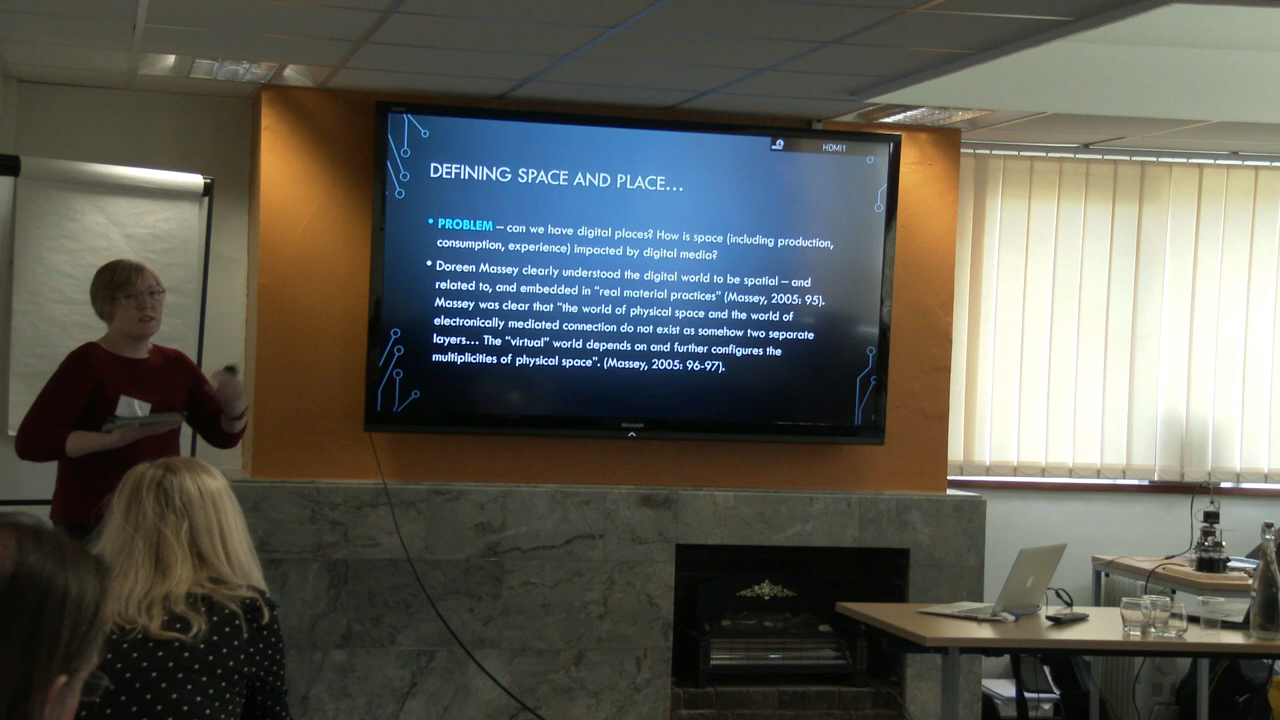 HDMI1
DEFINING SPACE AND PLACE...
• PROBLEM – can we have digital places? How is space (including production,
consumption, experience) impacted by digital media?
• Doreen Massey clearly understood the digital world to be spatial – and
related to, and embedded in "real material practices" (Massey, 2005: 95).
Massey was clear that "the world of physical space and the world of
electronically mediated connection do not exist as somehow two separate
layers... The "virtual" world depends on and further configures the
multiplicities of physical space". (Massey, 2005: 96-97).
SHARP